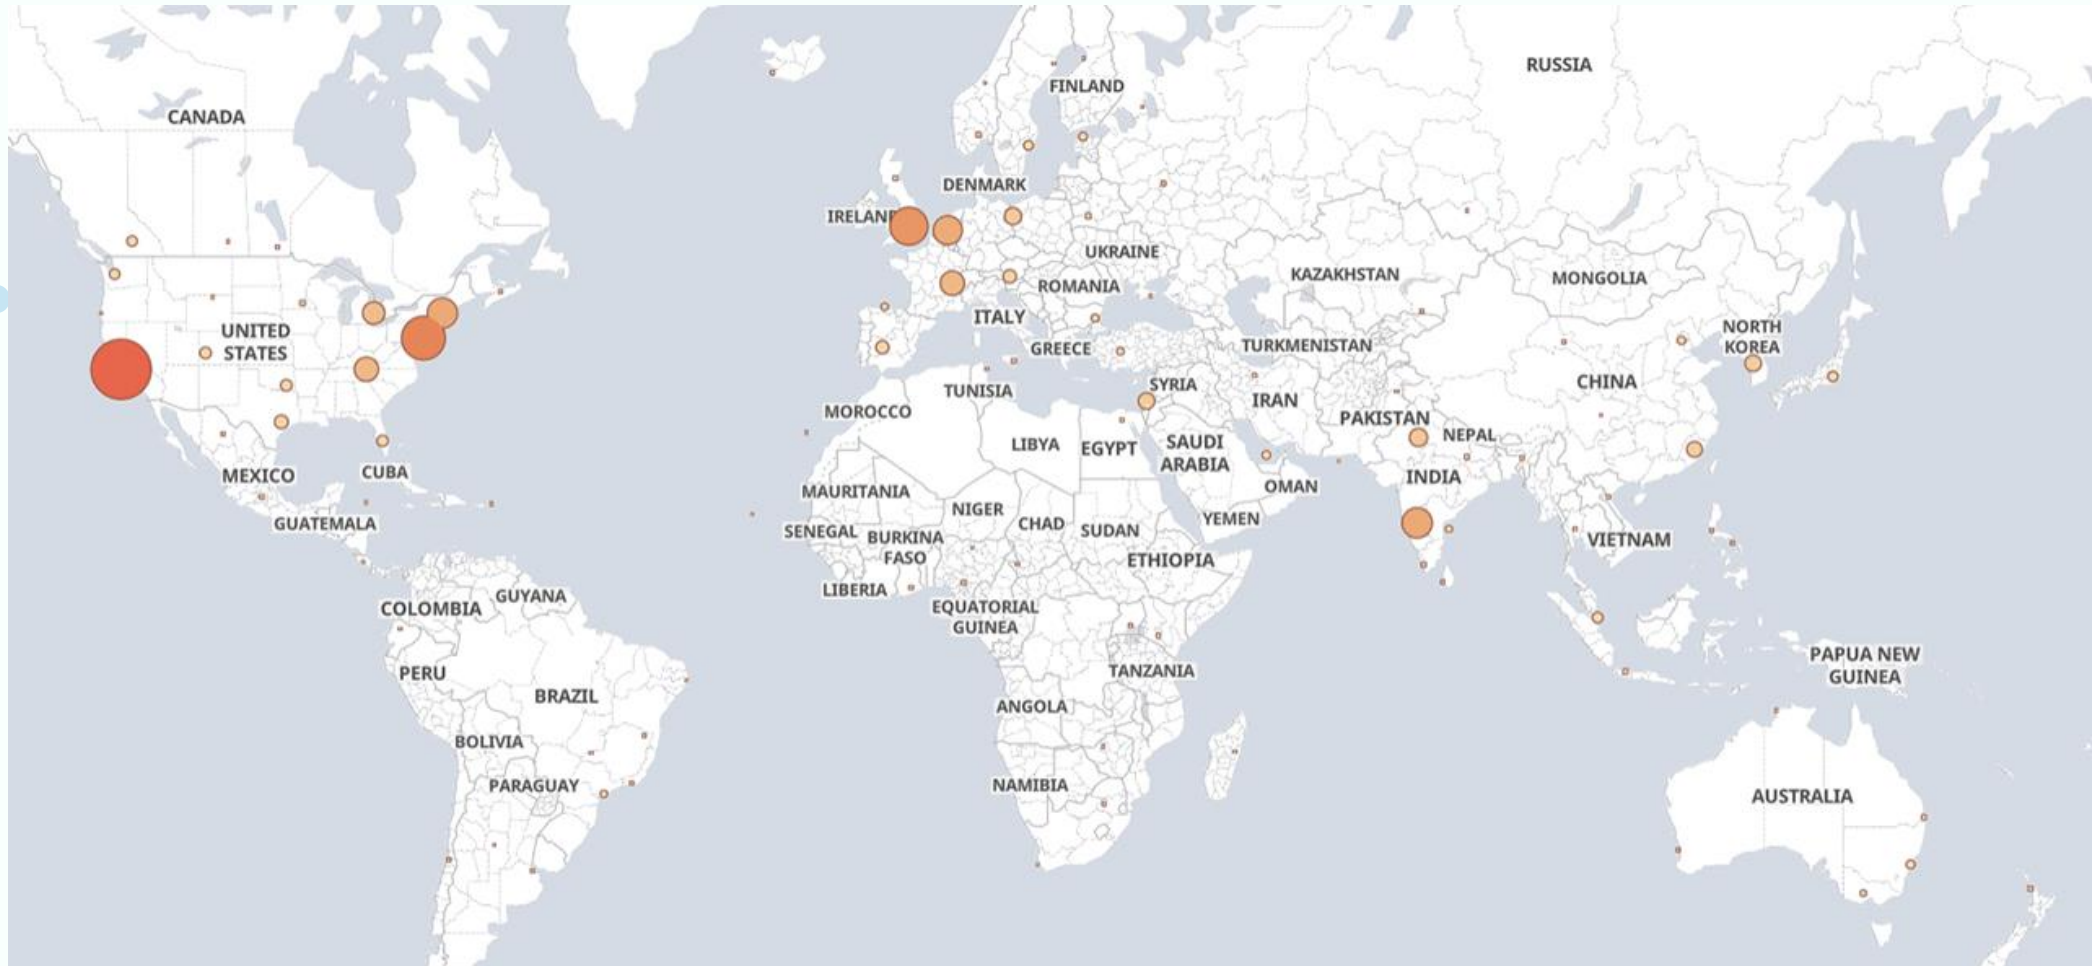 RUSSIA
FINLAND
CANADA
DENMARK
IRELAND
UKRAINE
KAZAKHSTAN
MONGOLIA
ROMANIA
ITALY
UNITED
STATES
NORTH
KOREA
GREECE
TURKMENISTAN
SYRIA
CHINA
TUNISIA
IRAN
MOROCCO
PAKISTAN
NEPAL
LIBYA
EGYPT
SAUDI
ARABIA
MEXICO
CUBA
INDIA
OMAN
MAURITANIA
NIGER
GUATEMALA
CHAD
YEMEN
SENEGAL
BURKINA
FASO
SUDAN
VIETNAM
ETHIOPIA
LIBERIA
GUYANA
COLOMBIA
EQUATORIAL
GUINEA
PAPUA NEW
GUINEA
PERU
TANZANIA
BRAZIL
ANGOLA
BOLIVIA
PARAGUAY
NAMIBIA
AUSTRALIA